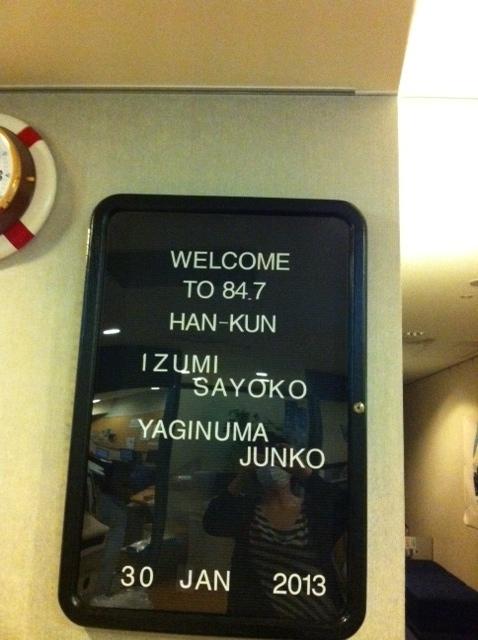 WELCOME
TO 84.7
HAN-KUN
IZUMI
SAYOKO
YAGINUMA
JUNKO
30 JAN 2013